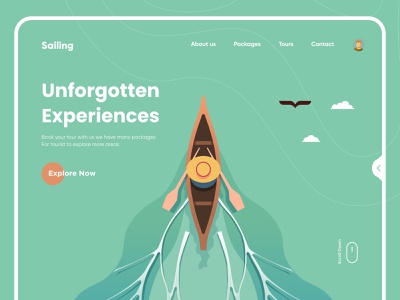 Sailing
About us
Packages
Tours
Contact
Unforgotten
Experiences
Book your tour with us we have many packages
For tourist to explore more areas.
Explore Now
Scroll Down